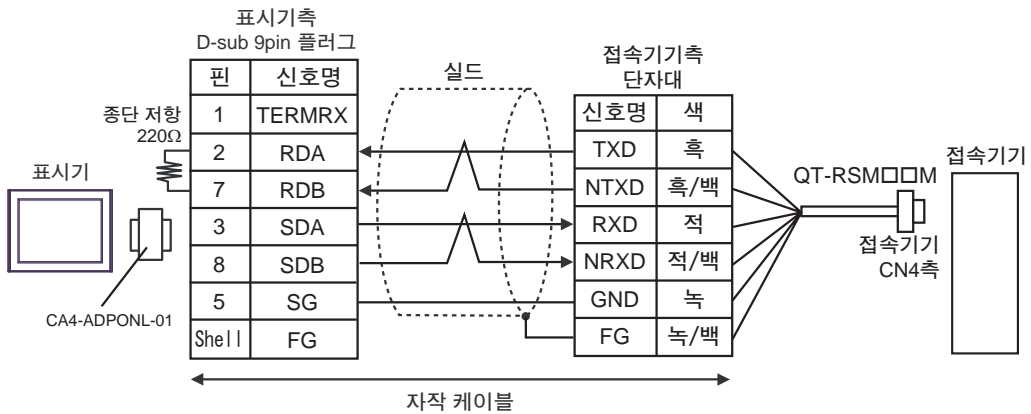 표시기측
D-sub 9pin 플러그
핀 신호명
1 TERMRX
2 RDA
7 RDB
3 SDA
8 SDB
5 SG
Shell FG
종단 저항
220Ω
표시기
CA4-ADPONL-01
실드
접속기기측
단자대
신호명 색
TXD 흑
NTXD 흑/백
RXD 적
NRXD 적/백
GND 녹
FG 녹/백
QT-RSM□□M
접속기기
CN4측
접속기기
자작 케이블